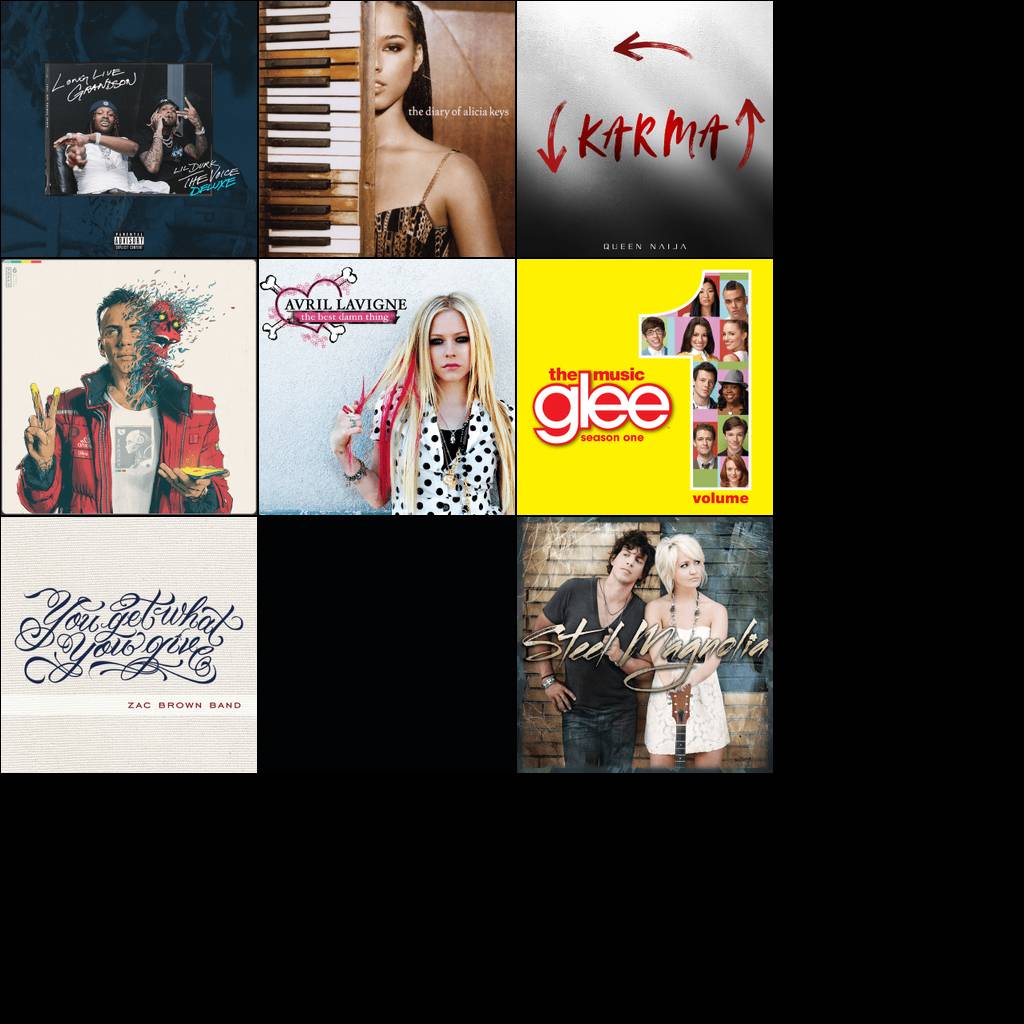 LONG LIVE
GRANDSON
LIL DURK
THE VOICE
DELUXE
PARENTAL
ADVISORY
EXPLICIT CONTENT
the diary of alicia keys
KARMA
QUEEN NAIJA
AVRIL LAVIGNE
the best damn thing
the music
glee
season one
volume
1
You get what
You give
ZAC BROWN BAND
Steel Magnolia